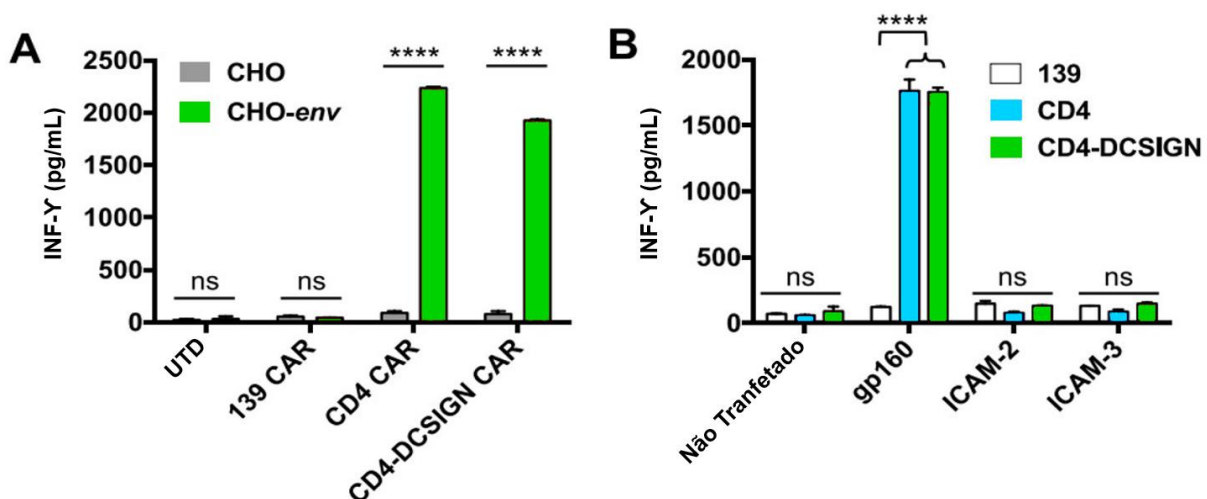 A
INF-ϒ (pg/mL)
2500
2000
1500
1000
500
0
CHO
CHO-env
ns
ns
****
****
UTD
139 CAR
CD4 CAR
CD4-DCSIGN CAR
B
INF-ϒ (pg/mL)
2000
1500
1000
500
0
139
CD4
CD4-DCSIGN
ns
****
ns
ns
Não Tranfetado
gp160
ICAM-2
ICAM-3